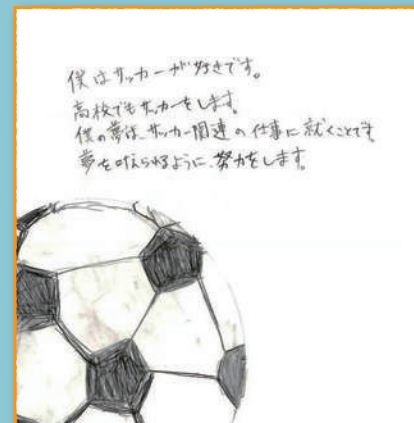 僕はサッカーが好きです。
高校でもサッカーをします。
僕の夢は、サッカー関連の仕事に就くことです。
夢を叶えられるように、努力をします。